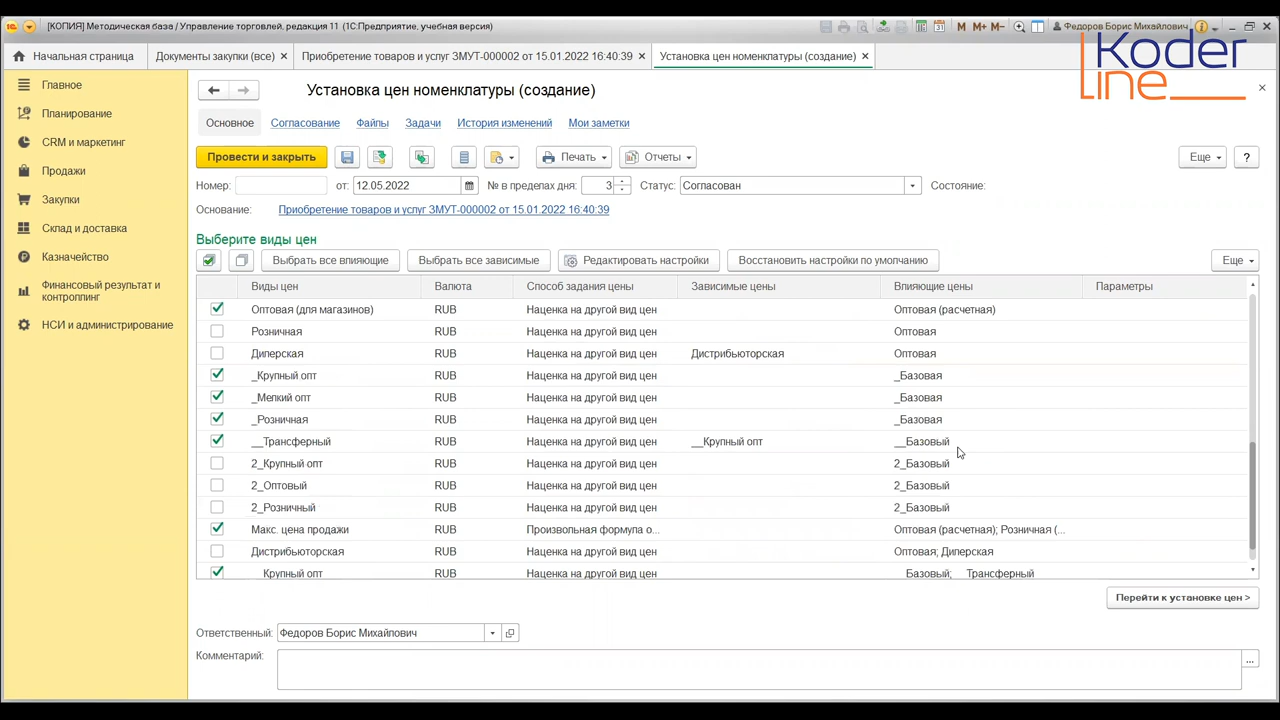 [КОПИЯ] Методическая база / Управление торговлей, редакция 11 (1С:Предприятие, учебная версия)
M M+ M- Федоров Борис Михайлович
Начальная страница Документы закупки (все) × Приобретение товаров и услуг ЗМУТ-000002 от 15.01.2022 16:40:39 × Установка цен номенклатуры (создание) ×
Koder line
Главное
Планирование
CRM и маркетинг
Продажи
Закупки
Склад и доставка
Казначейство
Финансовый результат и
контроллинг
НСИ и администрирование
Установка цен номенклатуры (создание)
Основное Согласование Файлы Задачи История изменений Мои заметки
Провести и закрыть Печать Отчеты Еще ?
Номер: от: 12.05.2022 № в пределах дня: 3 Статус: Согласован Состояние:
Основание: Приобретение товаров и услуг ЗМУТ-000002 от 15.01.2022 16:40:39
Выберите виды цен
Выбрать все влияющие Выбрать все зависимые Редактировать настройки Восстановить настройки по умолчанию Еще
Виды цен Валюта Способ задания цены Зависимые цены Влияющие цены Параметры
Оптовая (для магазинов) RUB Наценка на другой вид цен Оптовая (расчетная)
Розничная RUB Наценка на другой вид цен Оптовая
Диперская RUB Наценка на другой вид цен Дистрибьюторская Оптовая
_Крупный опт RUB Наценка на другой вид цен _Базовая
_Мелкий опт RUB Наценка на другой вид цен _Базовая
_Розничная RUB Наценка на другой вид цен _Базовая
__Трансферный RUB Наценка на другой вид цен __Крупный опт __Базовый
2_Крупный опт RUB Наценка на другой вид цен 2_Базовый
2_Оптовый RUB Наценка на другой вид цен 2_Базовый
2_Розничный RUB Наценка на другой вид цен 2_Базовый
Макс. цена продажи RUB Произвольная формула о... Оптовая (расчетная); Розничная (...
Дистрибьюторская RUB Наценка на другой вид цен Оптовая; Диперская
__Крупный опт RUB Наценка на другой вид цен __Базовый; __Трансферный
Перейти к установке цен >
Ответственный: Федоров Борис Михайлович
Комментарий: